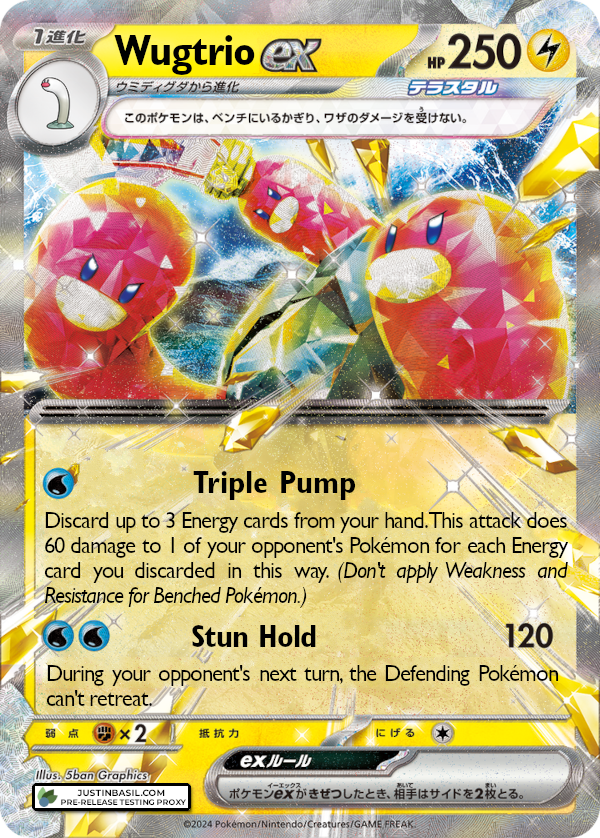 1進化 Wugtrio ex HP 250
ウミディグダから進化 テラスタル
このポケモンは、ベンチにいるかぎり、ワザのダメージを受うけない。
Triple Pump
Discard up to 3 Energy cards from your hand. This attack does
60 damage to 1 of your opponent's Pokémon for each Energy
card you discarded in this way. (Don't apply Weakness and
Resistance for Benched Pokémon.)
Stun Hold 120
During your opponent's next turn, the Defending Pokémon
can't retreat.
弱点 ×2 抵抗力 にげる
Illus. 5ban Graphics
exルール
ポケモンexがきぜつしたとき、相手はサイドを2枚とる。
JUSTINBASIL.COM
PRE-RELEASE TESTING PROXY
©2024 Pokémon/Nintendo/Creatures/GAME FREAK.